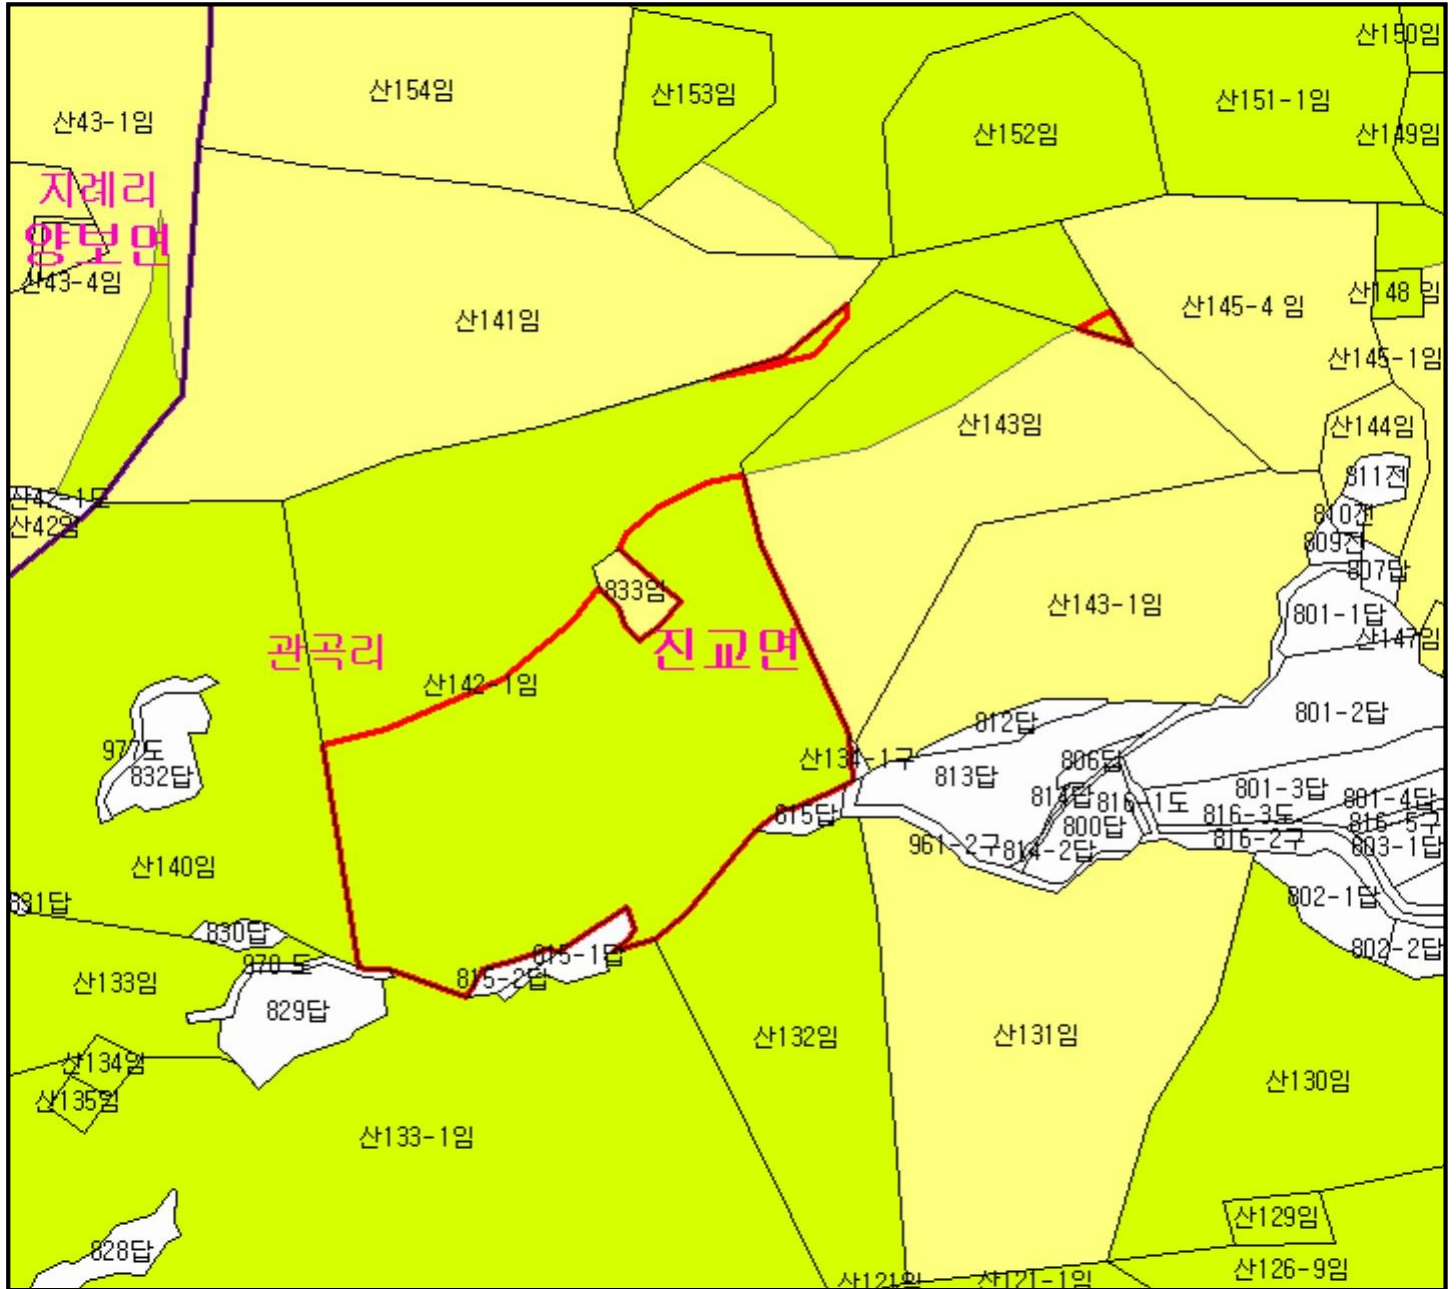 산150임
산154임
산153임
산151-1임
산43-1임
산152임
산149임
지례리
양보면
산43-4임
산148 임
산145-4 임
산141임
산145-1임
산143임
산144임
811전
산42-1도
산42임
810전
809전
807답
833임
산143-1임
801-1답
산147임
관곡리
진교면
산142-1임
801-2답
812답
977도
산134-1구
806답
832답
813답
801-3답
814답
816-1도
801-4답
815답
816-3도
816-5구
800답
816-2구
961-2구
814-2답
803-1답
산140임
802-1답
831답
830답
802-2답
815-1답
970 도
815-2답
산133임
829답
산132임
산131임
산134임
산130임
산135임
산133-1임
산129임
828답
산126-9임
산121임
산121-1임